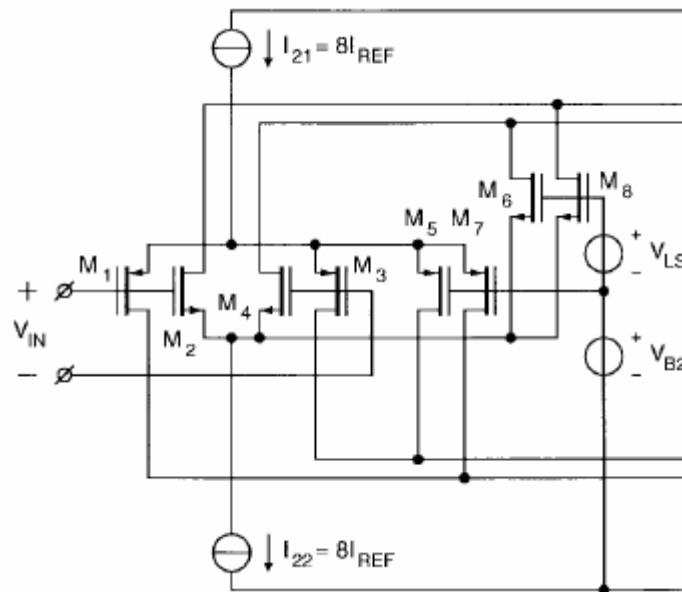 I21 = 8IREF
M6
M8
M5 M7
+
VLS
−
M1
M3
+
M4
VIN
M2
+
VB2
−
−
I22 = 8IREF